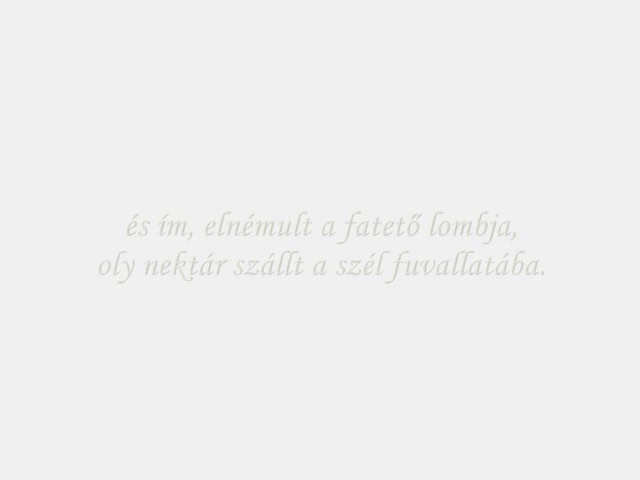 és ím, elnémult a fatető lombja,
oly nektár szállt a szél fuvallatába.